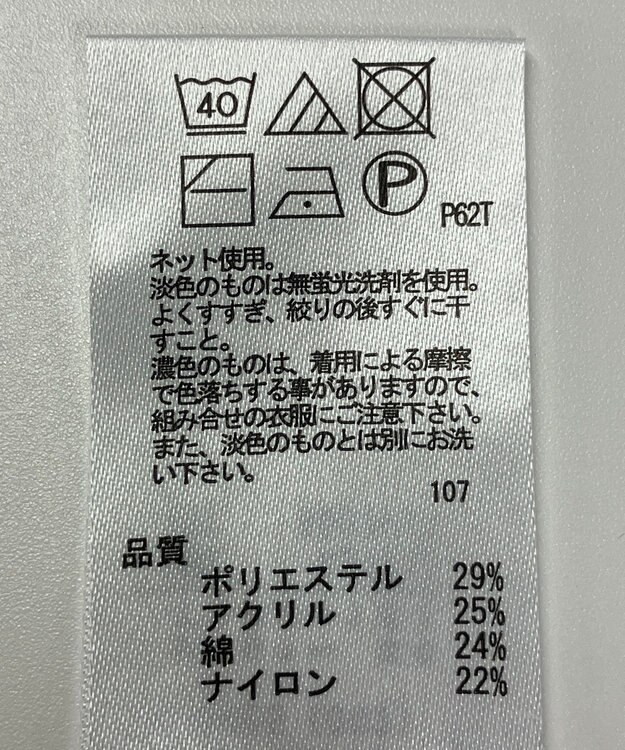 40
P
P62T
ネット使用。
淡色のものは無蛍光洗剤を使用。
よくすすぎ、絞りの後すぐに干
すこと。
濃色のものは、着用による摩擦
で色落ちする事がありますので、
組み合せの衣服にご注意下さい。
また、淡色のものとは別にお洗
い下さい。
107
品質
ポリエステル 29%
アクリル 25%
綿 24%
ナイロン 22%